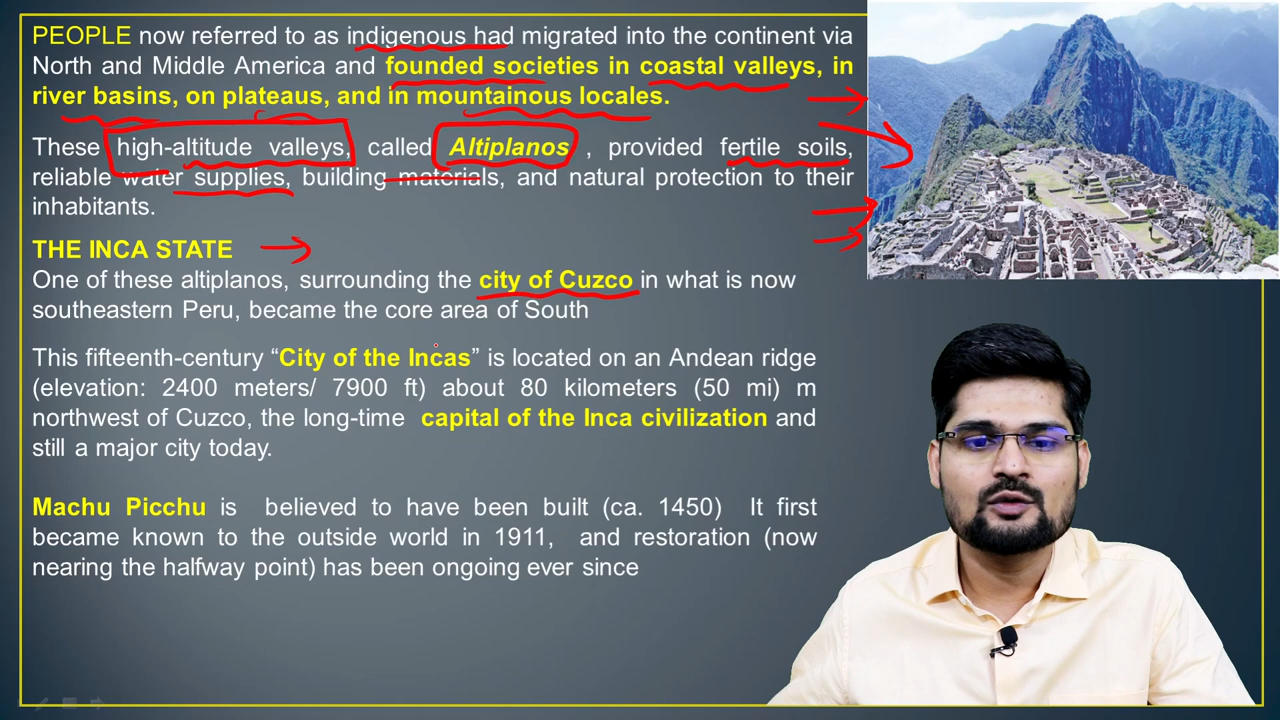 PEOPLE now referred to as indigenous had migrated into the continent via
North and Middle America and founded societies in coastal valleys, in
river basins, on plateaus, and in mountainous locales.
These high-altitude valleys, called Altiplanos , provided fertile soils,
reliable water supplies, building materials, and natural protection to their
inhabitants.
THE INCA STATE
One of these altiplanos, surrounding the city of Cuzco in what is now
southeastern Peru, became the core area of South
This fifteenth-century “City of the Incas” is located on an Andean ridge
(elevation: 2400 meters/ 7900 ft) about 80 kilometers (50 mi) m
northwest of Cuzco, the long-time capital of the Inca civilization and
still a major city today.
Machu Picchu is believed to have been built (ca. 1450) It first
became known to the outside world in 1911, and restoration (now
nearing the halfway point) has been ongoing ever since